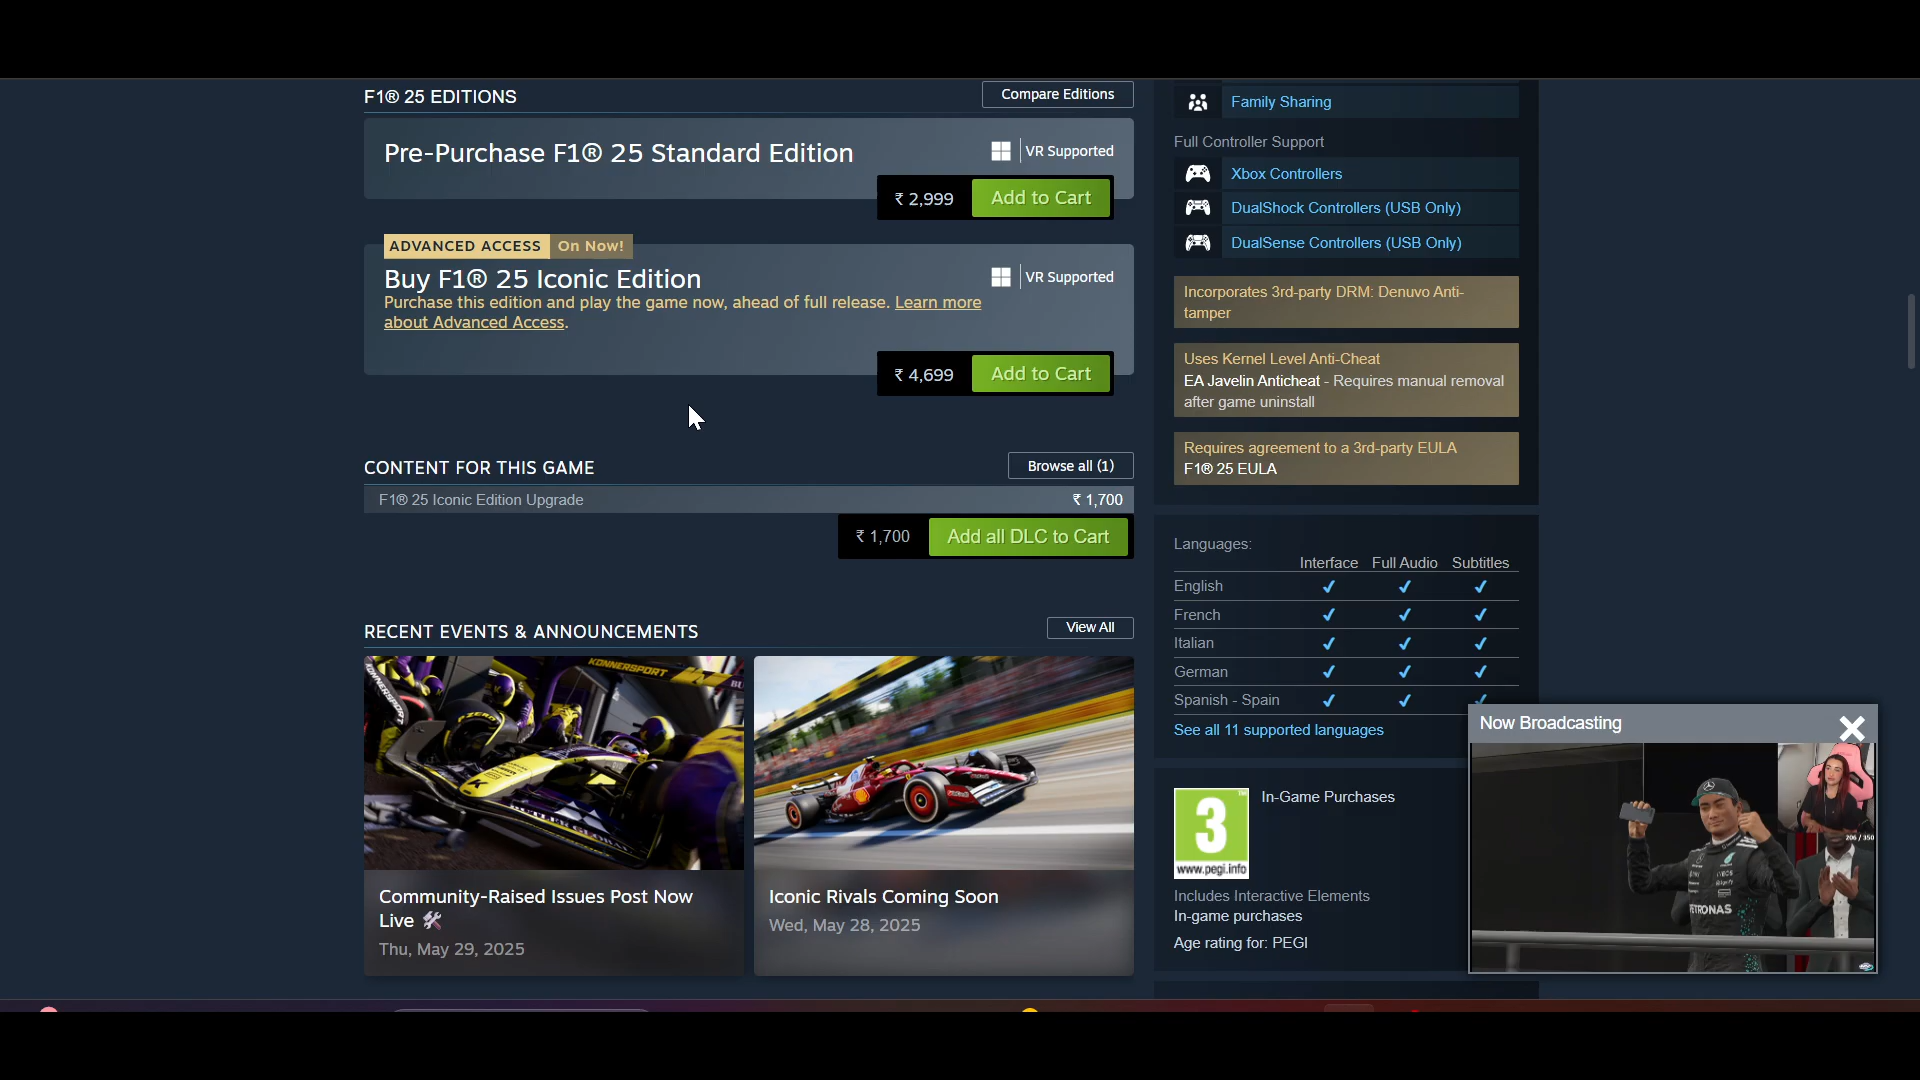 F1® 25 EDITIONS
Compare Editions
Pre-Purchase F1® 25 Standard Edition
VR Supported
₹ 2,999
Add to Cart
ADVANCED ACCESS On Now!
Buy F1® 25 Iconic Edition
VR Supported
Purchase this edition and play the game now, ahead of full release. Learn more
about Advanced Access.
₹ 4,699
Add to Cart
CONTENT FOR THIS GAME
Browse all (1)
F1® 25 Iconic Edition Upgrade
₹ 1,700
₹ 1,700
Add all DLC to Cart
RECENT EVENTS & ANNOUNCEMENTS
View All
KONNERSPORT
KONNERSPORT
BUTLER GLOBAL
Community-Raised Issues Post Now
Live 🛠
Thu, May 29, 2025
Iconic Rivals Coming Soon
Wed, May 28, 2025
Family Sharing
Full Controller Support
Xbox Controllers
DualShock Controllers (USB Only)
DualSense Controllers (USB Only)
Incorporates 3rd-party DRM: Denuvo Anti-
tamper
Uses Kernel Level Anti-Cheat
EA Javelin Anticheat - Requires manual removal
after game uninstall
Requires agreement to a 3rd-party EULA
F1® 25 EULA
Languages:
Interface Full Audio Subtitles
English ✔ ✔ ✔
French ✔ ✔ ✔
Italian ✔ ✔ ✔
German ✔ ✔ ✔
Spanish - Spain ✔ ✔ ✔
See all 11 supported languages
3
www.pegi.info
In-Game Purchases
Includes Interactive Elements
In-game purchases
Age rating for: PEGI
Now Broadcasting
206 / 350
PETRONAS